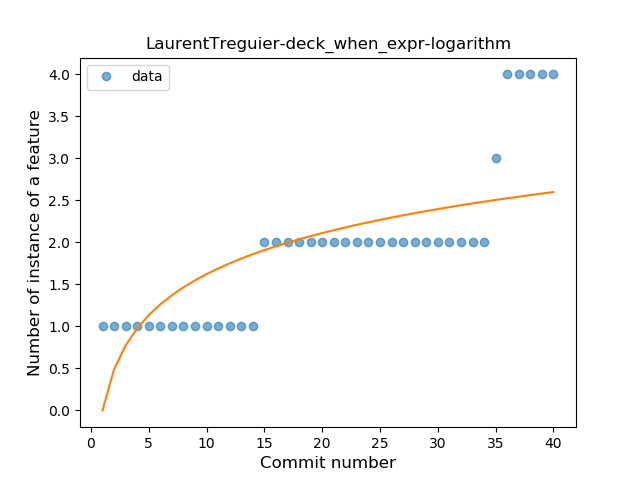 LaurentTreguier-deck_when_expr-logarithm
data
Number of instance of a feature
4.0
3.5
3.0
2.5
2.0
1.5
1.0
0.5
0.0
0 5 10 15 20 25 30 35 40
Commit number